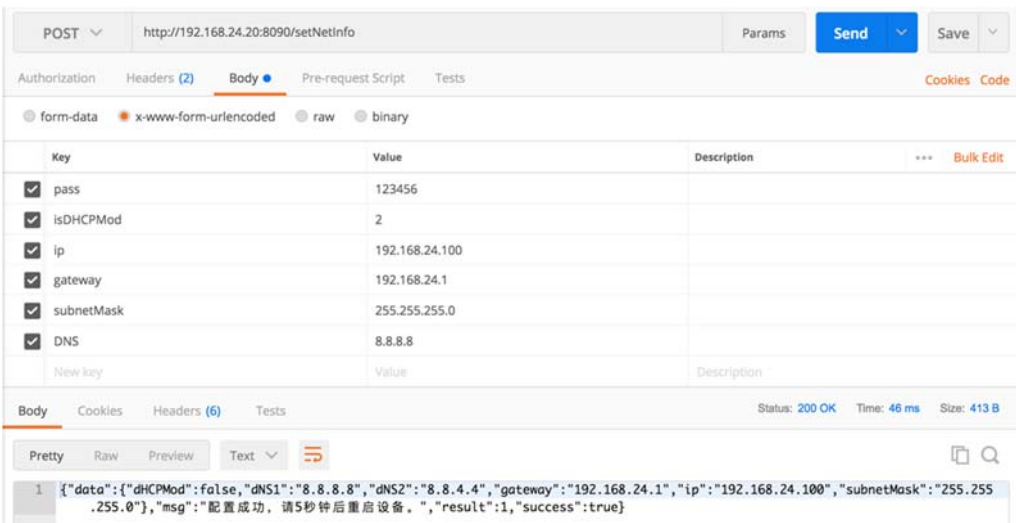 POST http://192.168.24.20:8090/setNetInfo Params Send Save
Authorization Headers (2) Body Pre-request Script Tests Cookies Code
form-data x-www-form-urlencoded raw binary
Key Value Description ••• Bulk Edit
pass 123456
isDHCPMod 2
ip 192.168.24.100
gateway 192.168.24.1
subnetMask 255.255.255.0
DNS 8.8.8.8
New key Value Description
Body Cookies Headers (6) Tests Status: 200 OK Time: 46 ms Size: 413 B
Pretty Raw Preview Text
1 {"data":{"dHCPMod":false,"dNS1":"8.8.8.8","dNS2":"8.8.4.4","gateway":"192.168.24.1","ip":"192.168.24.100","subnetMask":"255.255
.255.0"},"msg":"配置成功，请5秒钟后重启设备。","result":1,"success":true}